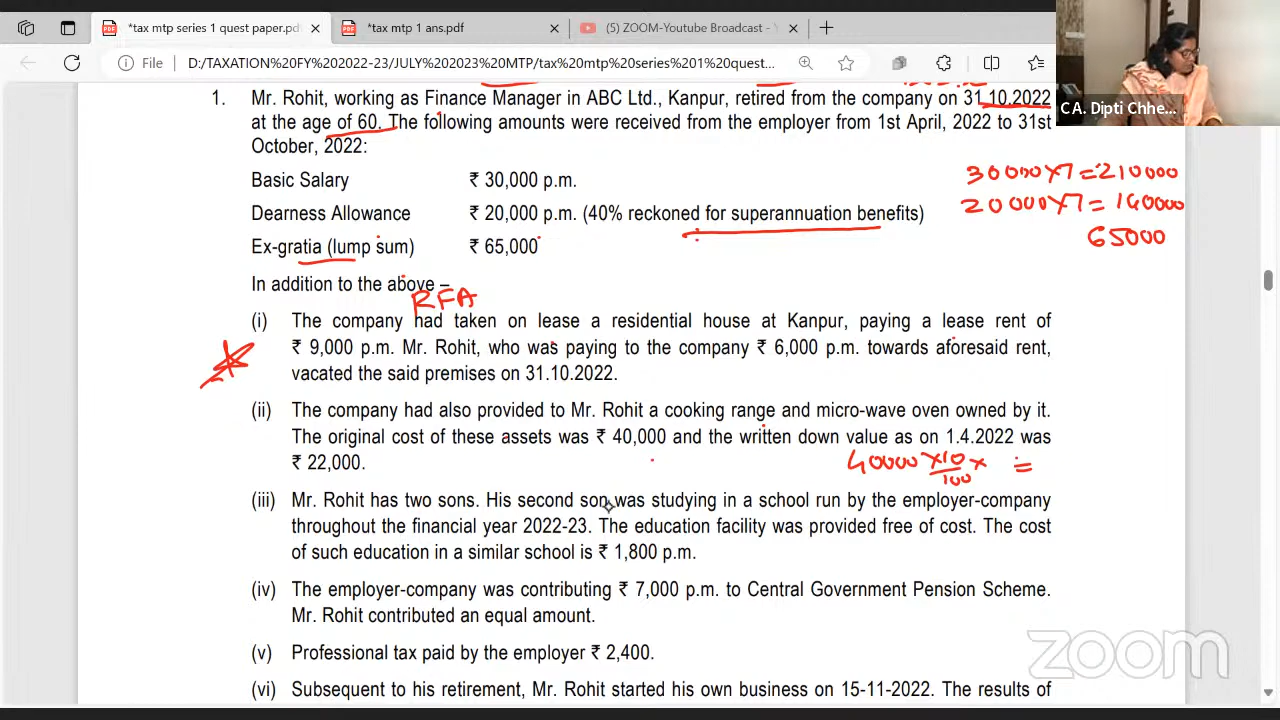 *tax mtp series 1 quest paper.pdf
*tax mtp 1 ans.pdf
(5) ZOOM-Youtube Broadcast -
File
D:/TAXATION%20FY%202022-23/JULY%202023%20MTP/tax%20mtp%20series%201%20quest...
C A. Dipti Chhe...
1. Mr. Rohit, working as Finance Manager in ABC Ltd., Kanpur, retired from the company on 31.10.2022
at the age of 60. The following amounts were received from the employer from 1st April, 2022 to 31st
October, 2022:
Basic Salary ₹ 30,000 p.m.
30000x7=210000
Dearness Allowance ₹ 20,000 p.m. (40% reckoned for superannuation benefits)
20000x7=140000
Ex-gratia (lump sum) ₹ 65,000
65000
In addition to the above –
RFA
(i) The company had taken on lease a residential house at Kanpur, paying a lease rent of
₹ 9,000 p.m. Mr. Rohit, who was paying to the company ₹ 6,000 p.m. towards aforesaid rent,
vacated the said premises on 31.10.2022.
(ii) The company had also provided to Mr. Rohit a cooking range and micro-wave oven owned by it.
The original cost of these assets was ₹ 40,000 and the written down value as on 1.4.2022 was
₹ 22,000.
40000 x 10/100 x =
(iii) Mr. Rohit has two sons. His second son was studying in a school run by the employer-company
throughout the financial year 2022-23. The education facility was provided free of cost. The cost
of such education in a similar school is ₹ 1,800 p.m.
(iv) The employer-company was contributing ₹ 7,000 p.m. to Central Government Pension Scheme.
Mr. Rohit contributed an equal amount.
(v) Professional tax paid by the employer ₹ 2,400.
(vi) Subsequent to his retirement, Mr. Rohit started his own business on 15-11-2022. The results of
zoom